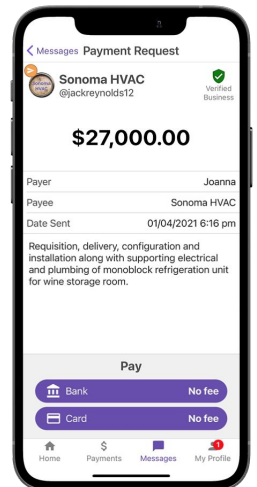 Messages Payment Request
Sonoma HVAC
@jackreynolds12
Verified
Business
$27,000.00
Payer Joanna
Payee Sonoma HVAC
Date Sent 01/04/2021 6:16 pm
Requisition, delivery, configuration and
installation along with supporting electrical
and plumbing of monoblock refrigeration unit
for wine storage room.
Pay
Bank No fee
Card No fee
1
Home Payments Messages My Profile